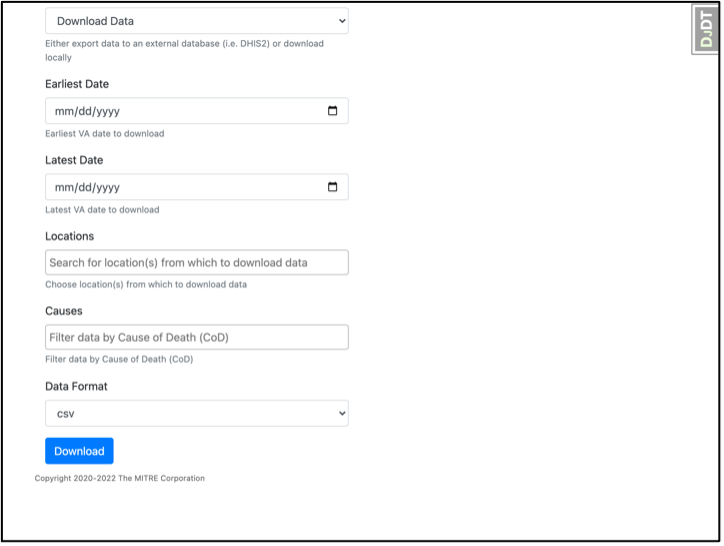 Download Data
DJDT
Either export data to an external database (i.e. DHIS2) or download
locally
Earliest Date
mm/dd/yyyy
Earliest VA date to download
Latest Date
mm/dd/yyyy
Latest VA date to download
Locations
Search for location(s) from which to download data
Choose location(s) from which to download data
Causes
Filter data by Cause of Death (CoD)
Filter data by Cause of Death (CoD)
Data Format
csv
Download
Copyright 2020-2022 The MITRE Corporation